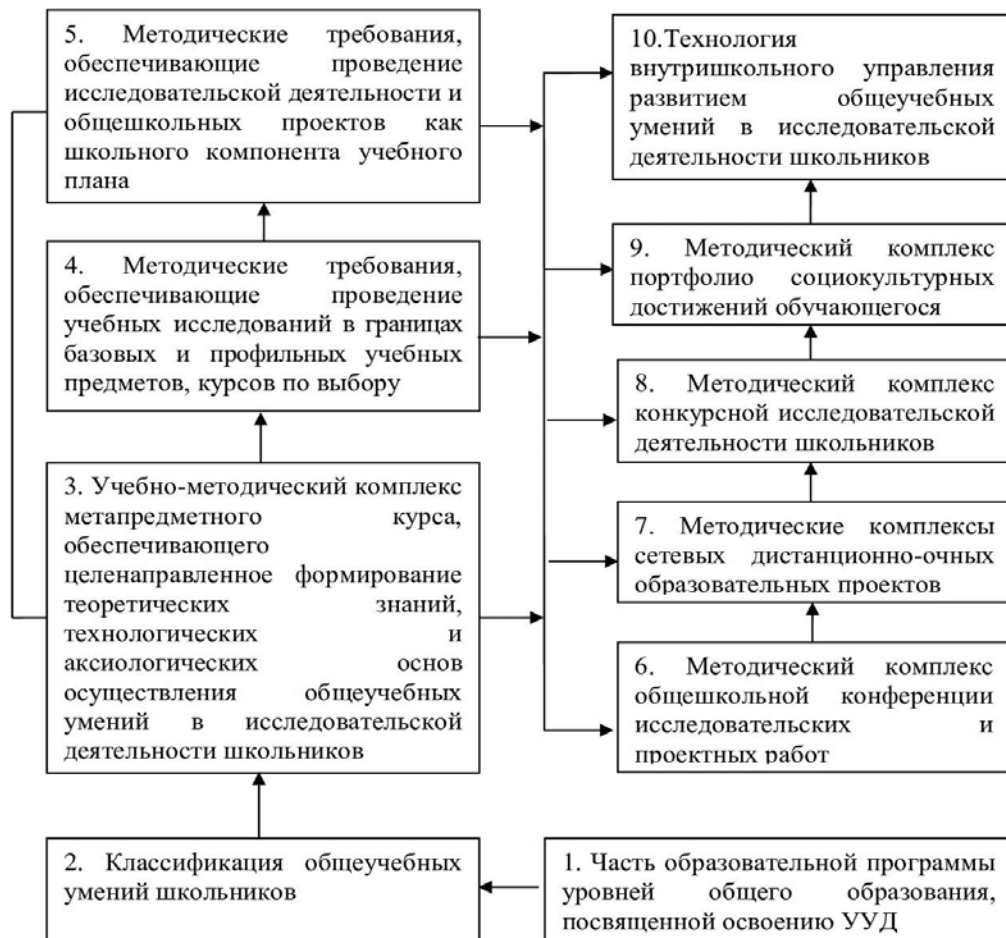 5. Методические требования,
обеспечивающие проведение
исследовательской деятельности и
общешкольных проектов как
школьного компонента учебного
плана
4. Методические требования,
обеспечивающие проведение
учебных исследований в границах
базовых и профильных учебных
предметов, курсов по выбору
3. Учебно-методический комплекс
метапредметного курса,
обеспечивающего
целенаправленное формирование
теоретических знаний,
технологических и
аксиологических основ
осуществления общеучебных
умений в исследовательской
деятельности школьников
2. Классификация общеучебных
умений школьников
10.Технология
внутришкольного управления
развитием общеучебных
умений в исследовательской
деятельности школьников
9. Методический комплекс
портфолио социокультурных
достижений обучающегося
8. Методический комплекс
конкурсной исследовательской
деятельности школьников
7. Методические комплексы
сетевых дистанционно-очных
образовательных проектов
6. Методический комплекс
общешкольной конференции
исследовательских и
проектных работ
1. Часть образовательной программы
уровней общего образования,
посвященной освоению УУД